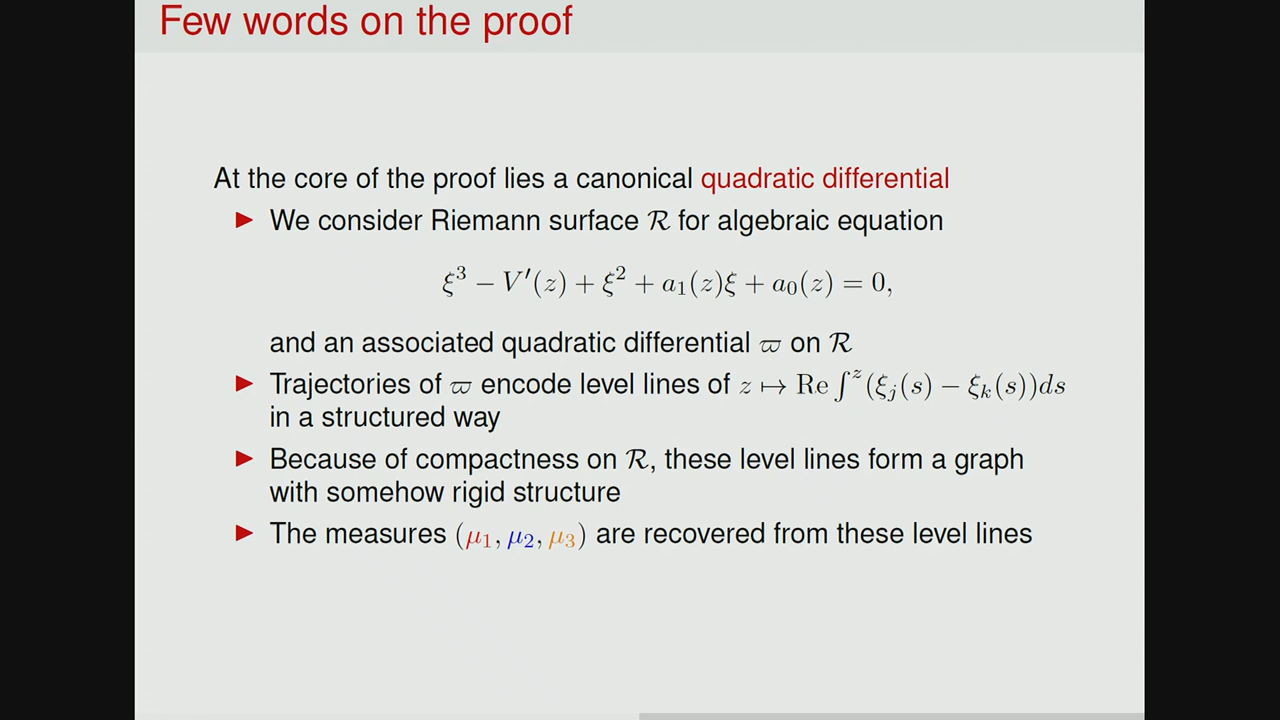 Few words on the proof
At the core of the proof lies a canonical quadratic differential
▶ We consider Riemann surface ℛ for algebraic equation
ξ³ − V′(z) + ξ² + a₁(z)ξ + a₀(z) = 0,
and an associated quadratic differential ϖ on ℛ
▶ Trajectories of ϖ encode level lines of z ↦ Re ∫ᶻ(ξⱼ(s) − ξₖ(s))ds
in a structured way
▶ Because of compactness on ℛ, these level lines form a graph
with somehow rigid structure
▶ The measures (μ₁, μ₂, μ₃) are recovered from these level lines